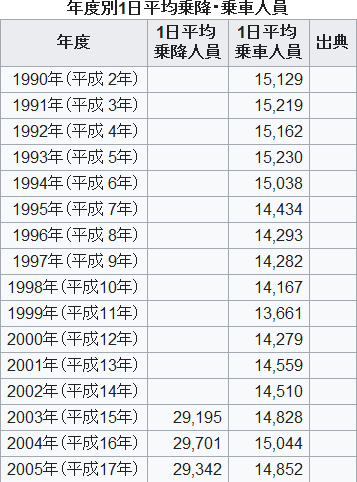 年度別1日平均乗降・乗車人員
年度 1日平均乗降人員 1日平均乗車人員 出典
1990年(平成 2年) 15,129
1991年(平成 3年) 15,219
1992年(平成 4年) 15,162
1993年(平成 5年) 15,230
1994年(平成 6年) 15,038
1995年(平成 7年) 14,434
1996年(平成 8年) 14,293
1997年(平成 9年) 14,282
1998年(平成10年) 14,167
1999年(平成11年) 13,661
2000年(平成12年) 14,279
2001年(平成13年) 14,559
2002年(平成14年) 14,510
2003年(平成15年) 29,195 14,828
2004年(平成16年) 29,701 15,044
2005年(平成17年) 29,342 14,852